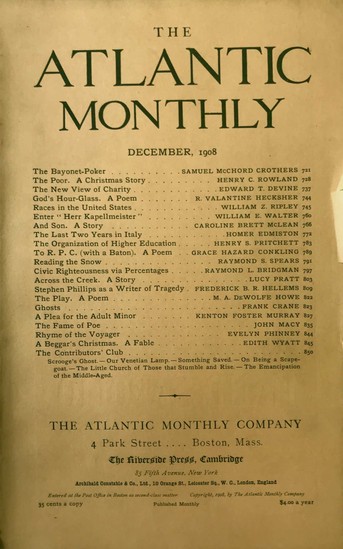 THE
ATLANTIC
MONTHLY
DECEMBER, 1908
The Bayonet-Poker . . . . . . . . . SAMUEL McCHORD CROTHERS 721
The Poor. A Christmas Story . . . . . . . HENRY C. ROWLAND 728
The New View of Charity . . . . . . . . EDWARD T. DEVINE 737
God's Hour-Glass. A Poem . . . . . . R. VALANTINE HECKSHER 744
Races in the United States . . . . . . . . WILLIAM Z. RIPLEY 745
Enter "Herr Kapellmeister" . . . . . . . WILLIAM E. WALTER 760
And Son. A Story . . . . . . . . CAROLINE BRETT McLEAN 766
The Last Two Years in Italy . . . . . . . . HOMER EDMISTON 772
The Organization of Higher Education . . . . HENRY S. PRITCHETT 783
To R. P. C. (with a Baton). A Poem . . GRACE HAZARD CONKLING 789
Reading the Snow . . . . . . . . . RAYMOND S. SPEARS 791
Civic Righteousness via Percentages . . . RAYMOND L. BRIDGMAN 797
Across the Creek. A Story . . . . . . . . . LUCY PRATT 803
Stephen Phillips as a Writer of Tragedy . FREDERICK B. R. HELLEMS 809
The Play. A Poem . . . . . . . . M. A. DeWOLFE HOWE 822
Ghosts . . . . . . . . . . . . FRANK CRANE 823
A Plea for the Adult Minor . . . . . KENTON FOSTER MURRAY 827
The Fame of Poe . . . . . . . . . . . JOHN MACY 835
Rhyme of the Voyager . . . . . . . . EVELYN PHINNEY 844
A Beggar's Christmas. A Fable . . . . . . . EDITH WYATT 845
The Contributors' Club . . . . . . . . . . . 850
Scrooge's Ghost. — Our Venetian Lamp. — Something Saved. — On Being a Scape-
goat. — The Little Church of Those that Stumble and Rise. — The Emancipation
of the Middle-Aged.
THE ATLANTIC MONTHLY COMPANY
4 Park Street .... Boston, Mass.
The Riverside Press, Cambridge
85 Fifth Avenue, New York
Archibald Constable & Co., Ltd., 10 Orange St., Leicester Sq., W. C., London, England
Entered at the Post Office in Boston as second-class matter. Copyright, 1908, by The Atlantic Monthly Company
35 cents a copy Published Monthly $4.00 a year